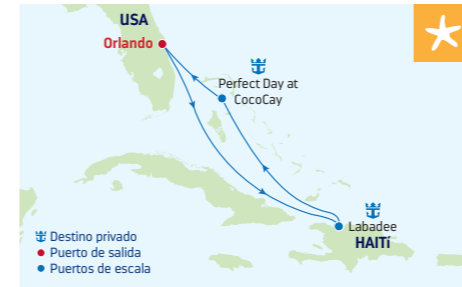 USA
Orlando
Perfect Day at
CocoCay
Labadee
HAITí
Destino privado
Puerto de salida
Puertos de escala